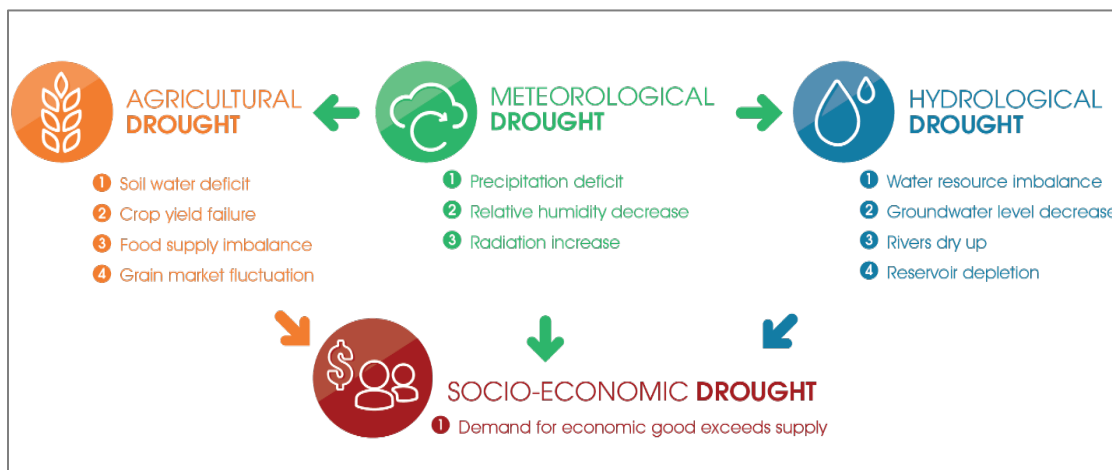 AGRICULTURAL
DROUGHT
1 Soil water deficit
2 Crop yield failure
3 Food supply imbalance
4 Grain market fluctuation
METEOROLOGICAL
DROUGHT
1 Precipitation deficit
2 Relative humidity decrease
3 Radiation increase
HYDROLOGICAL
DROUGHT
1 Water resource imbalance
2 Groundwater level decrease
3 Rivers dry up
4 Reservoir depletion
$
SOCIO-ECONOMIC DROUGHT
1 Demand for economic good exceeds supply